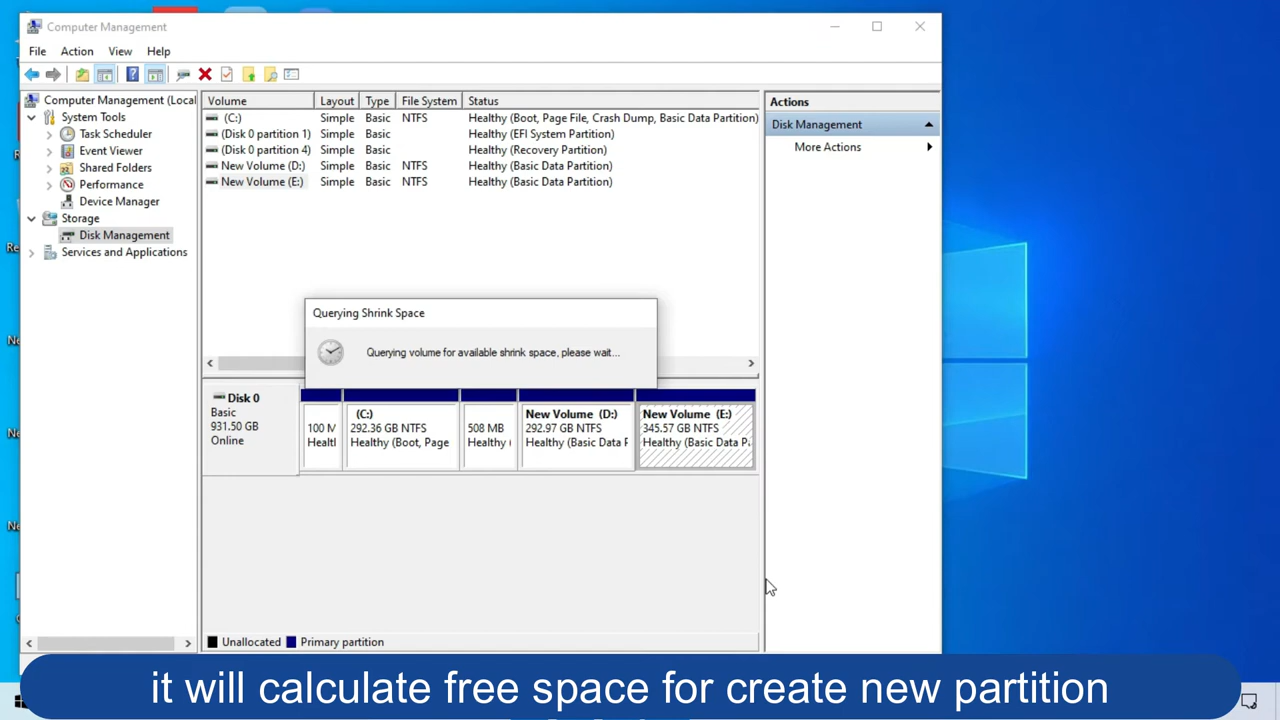 Computer Management
File Action View Help
Computer Management (Local
System Tools
Task Scheduler
Event Viewer
Shared Folders
Performance
Device Manager
Storage
Disk Management
Services and Applications
Volume Layout Type File System Status
(C:) Simple Basic NTFS Healthy (Boot, Page File, Crash Dump, Basic Data Partition)
(Disk 0 partition 1) Simple Basic Healthy (EFI System Partition)
(Disk 0 partition 4) Simple Basic Healthy (Recovery Partition)
New Volume (D:) Simple Basic NTFS Healthy (Basic Data Partition)
New Volume (E:) Simple Basic NTFS Healthy (Basic Data Partition)
Actions
Disk Management
More Actions
Querying Shrink Space
Querying volume for available shrink space, please wait...
Disk 0
Basic
931.50 GB
Online
100 M
Healtl
(C:)
292.36 GB NTFS
Healthy (Boot, Page
508 MB
Healthy (
New Volume (D:)
292.97 GB NTFS
Healthy (Basic Data F
New Volume (E:)
345.57 GB NTFS
Healthy (Basic Data P.
Unallocated Primary partition
it will calculate free space for create new partition